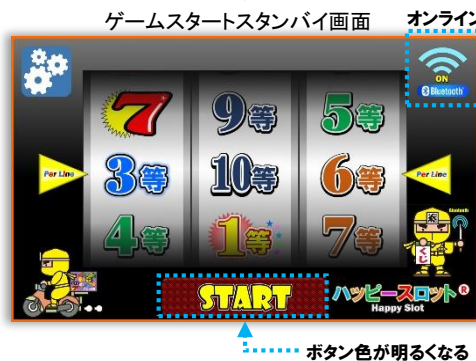 ゲームスタートスタンバイ画面
オンライン
ON
Bluetooth
7 9等 5等
Per Line 3等 10等 6等 Per Line
4等 1等 7等
Bluetooth
くじ
START
ハッピースロット®
Happy Slot
ボタン色が明るくなる